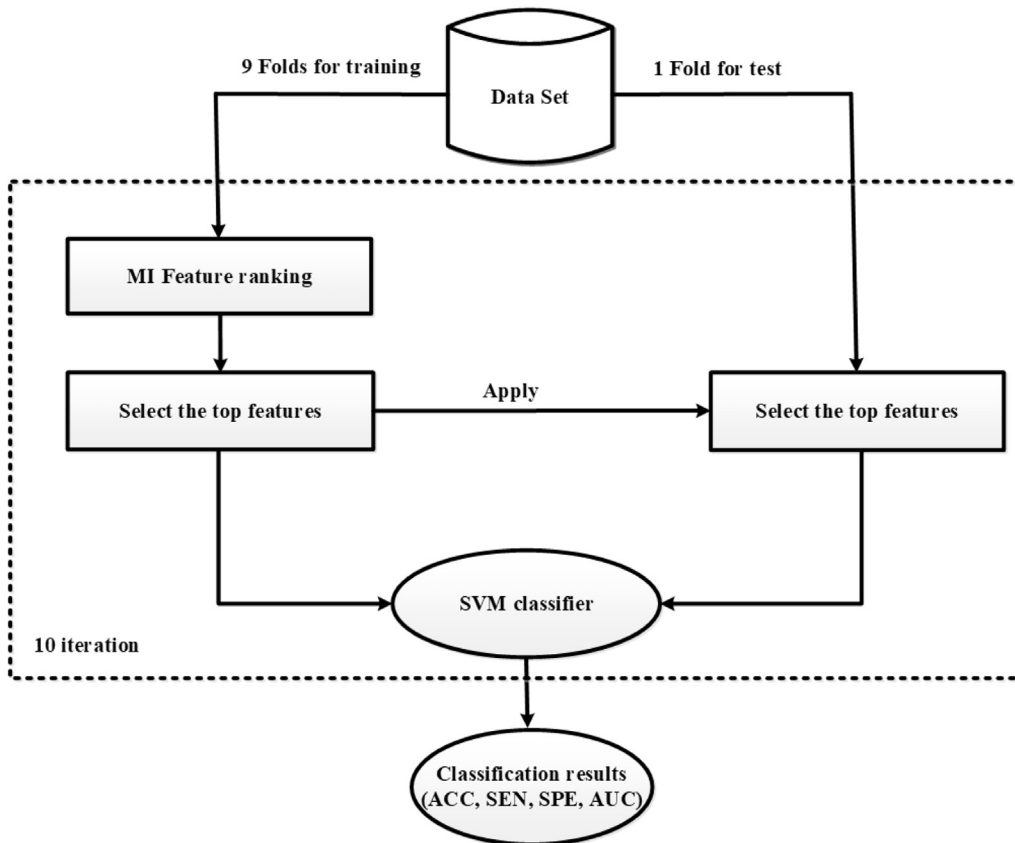 9 Folds for training
1 Fold for test
Data Set
MI Feature ranking
Select the top features
Apply
Select the top features
SVM classifier
10 iteration
Classification results
(ACC, SEN, SPE, AUC)